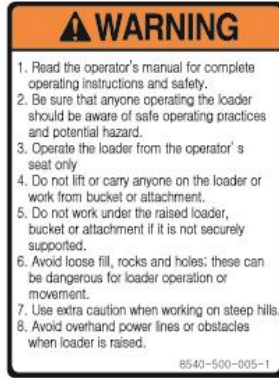 WARNING
1. Read the operator's manual for complete
operating instructions and safety.
2. Be sure that anyone operating the loader
should be aware of safe operating practices
and potential hazard.
3. Operate the loader from the operator' s
seat only
4. Do not lift or carry anyone on the loader or
work from bucket or attachment.
5. Do not work under the raised loader,
bucket or attachment if it is not securely
supported.
6. Avoid loose fill, rocks and holes; these can
be dangerous for loader operation or
movement.
7. Use extra caution when working on steep hills.
8. Avoid overhand power lines or obstacles
when loader is raised.
8540-500-005-1